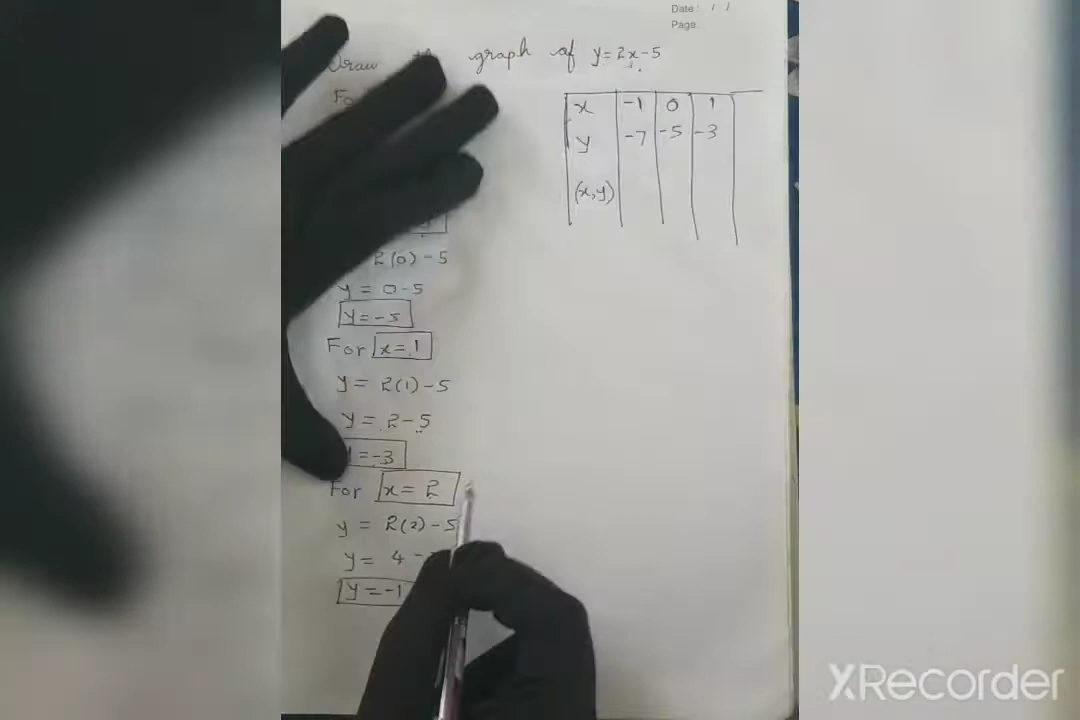 Date: / /
Page.
Draw graph of y=2x-5
x -1 0 1
y -7 -5 -3
(x,y)
2(0)-5
y = 0-5
y=-5
For x=1
y = 2(1)-5
y = 2-5
=-3
For x=2
y = 2(2)-5
y = 4-
y=-1
XRecorder